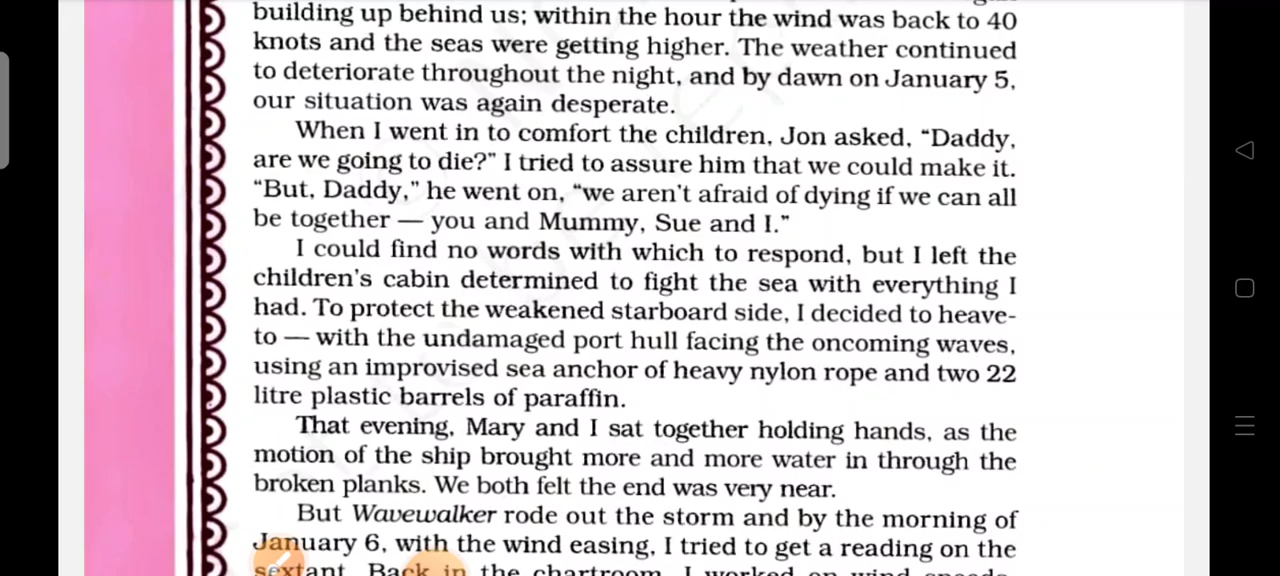 building up behind us; within the hour the wind was back to 40
knots and the seas were getting higher. The weather continued
to deteriorate throughout the night, and by dawn on January 5,
our situation was again desperate.
When I went in to comfort the children, Jon asked, “Daddy,
are we going to die?” I tried to assure him that we could make it.
“But, Daddy,” he went on, “we aren’t afraid of dying if we can all
be together — you and Mummy, Sue and I.”
I could find no words with which to respond, but I left the
children’s cabin determined to fight the sea with everything I
had. To protect the weakened starboard side, I decided to heave-
to — with the undamaged port hull facing the oncoming waves,
using an improvised sea anchor of heavy nylon rope and two 22
litre plastic barrels of paraffin.
That evening, Mary and I sat together holding hands, as the
motion of the ship brought more and more water in through the
broken planks. We both felt the end was very near.
But Wavewalker rode out the storm and by the morning of
January 6, with the wind easing, I tried to get a reading on the
sextant. Back in the chartroom, I worked on wind speeds,